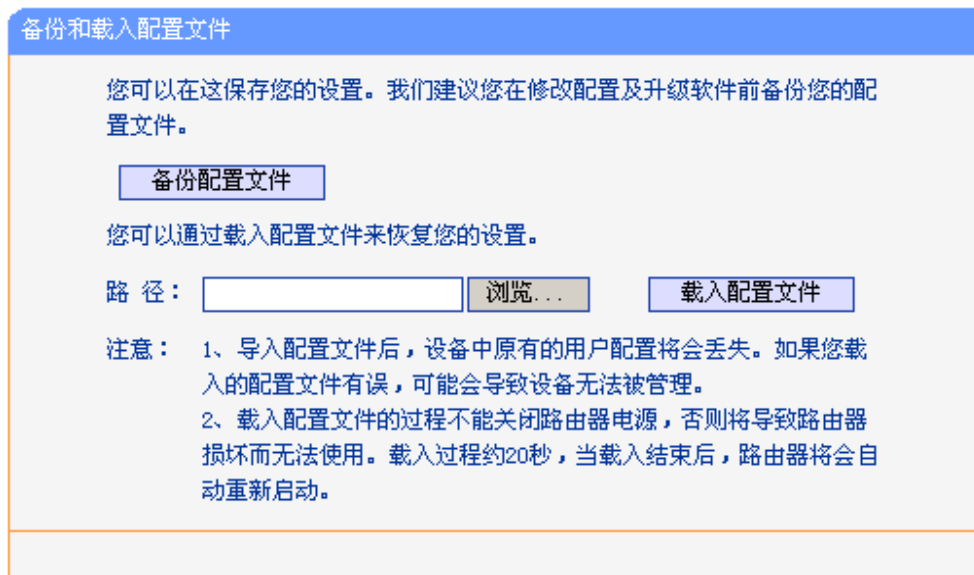 备份和载入配置文件
您可以在这保存您的设置。我们建议您在修改配置及升级软件前备份您的配
置文件。
备份配置文件
您可以通过载入配置文件来恢复您的设置。
路 径： 浏览... 载入配置文件
注意： 1、导入配置文件后，设备中原有的用户配置将会丢失。如果您载
入的配置文件有误，可能会导致设备无法被管理。
2、载入配置文件的过程不能关闭路由器电源，否则将导致路由器
损坏而无法使用。载入过程约20秒，当载入结束后，路由器将会自
动重新启动。